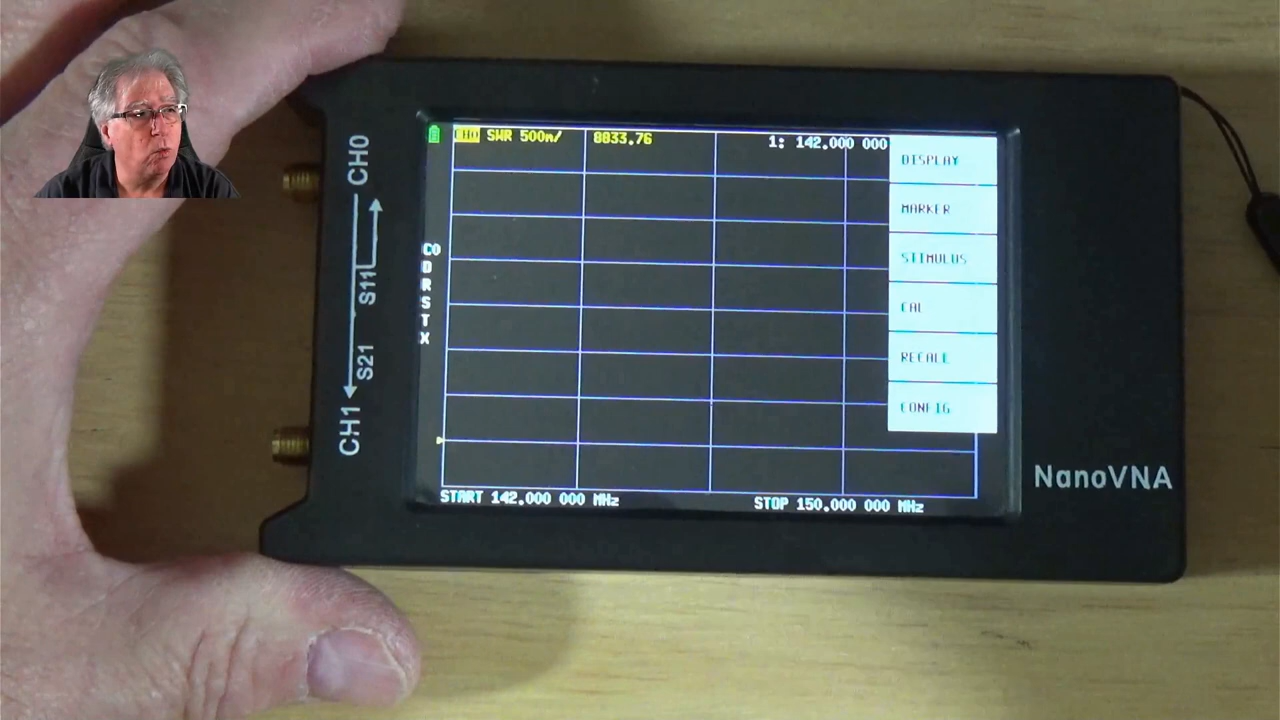 CH0 SWR 500m/ 8833.76 1: 142.000 000
DISPLAY
MARKER
STIMULUS
CAL
RECALL
CONFIG
C0
D
R
S
T
X
START 142.000 000 MHz STOP 150.000 000 MHz
CH0
S11
S21
CH1
NanoVNA